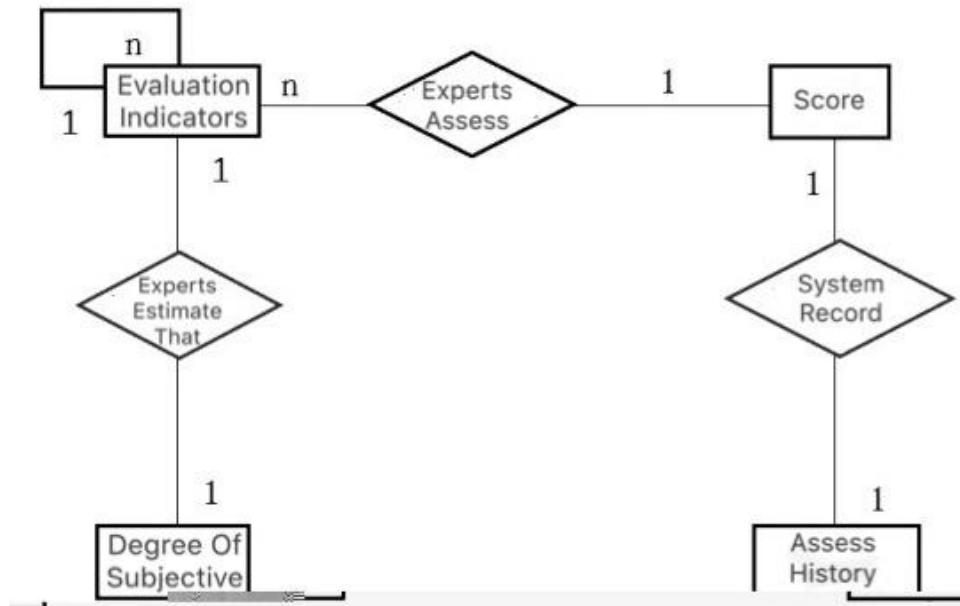 n
Evaluation
Indicators
1
n
Experts
Assess
1
Score
1
1
Experts
Estimate
That
System
Record
1
1
Degree Of
Subjective
Assess
History